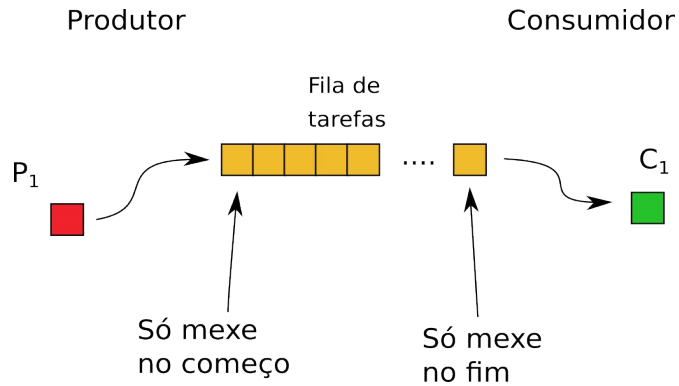 Produtor
Consumidor
Fila de
tarefas
P1
....
C1
Só mexe
no começo
Só mexe
no fim